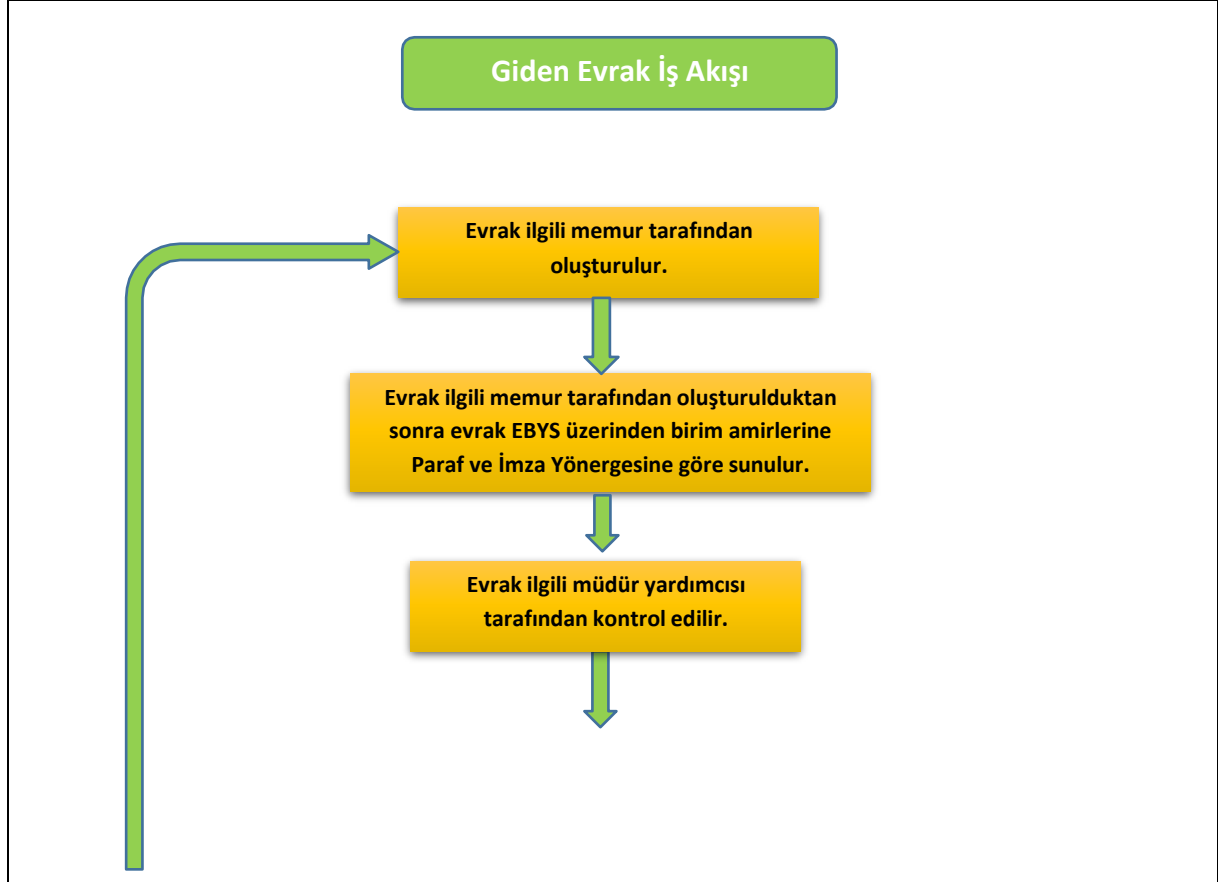 Giden Evrak İş Akışı
Evrak ilgili memur tarafından
oluşturulur.
Evrak ilgili memur tarafından oluşturulduktan
sonra evrak EBYS üzerinden birim amirlerine
Paraf ve İmza Yönergesine göre sunulur.
Evrak ilgili müdür yardımcısı
tarafından kontrol edilir.